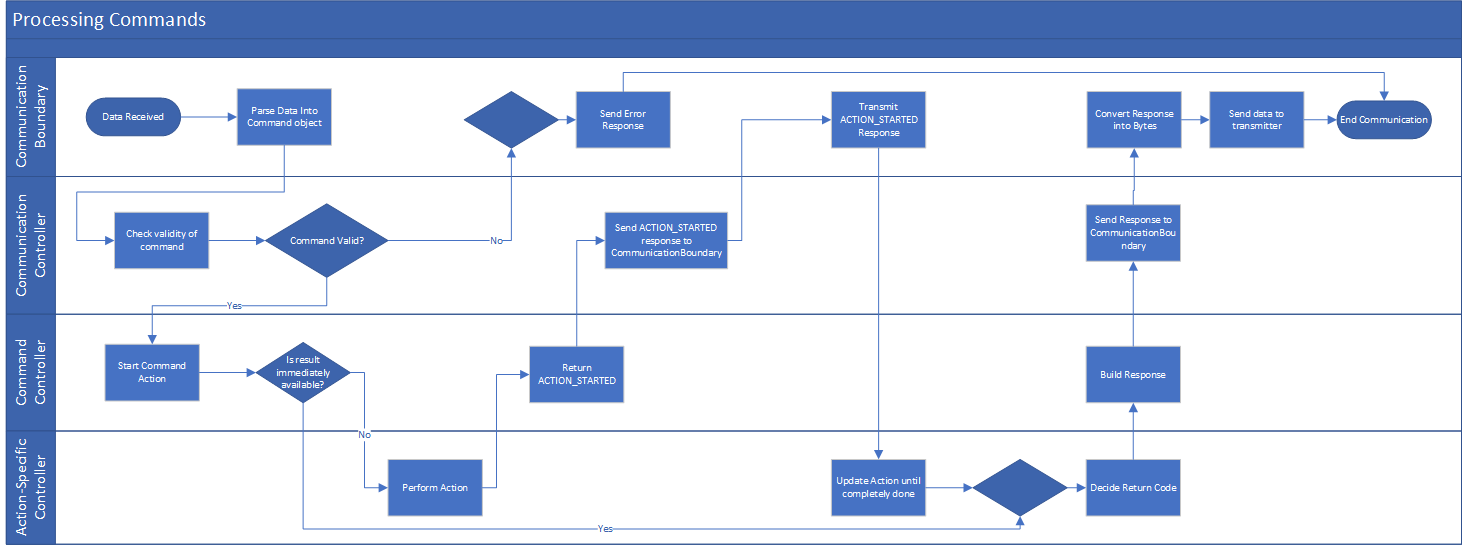 Processing Commands
Communication
Boundary
Data Received
Parse Data Into
Command object
Send Error
Response
Transmit
ACTION_STARTED
Response
Convert Response
into Bytes
Send data to
transmitter
End Communication
Communication
Controller
Check validity of
command
Command Valid?
No
Send ACTION_STARTED
response to
CommunicationBoundary
Send Response to
CommunicationBou
ndary
Yes
Command
Controller
Start Command
Action
Is result
immediately
available?
Return
ACTION_STARTED
Build Response
No
Action-Specific
Controller
Perform Action
Update Action until
completely done
Decide Return Code
Yes